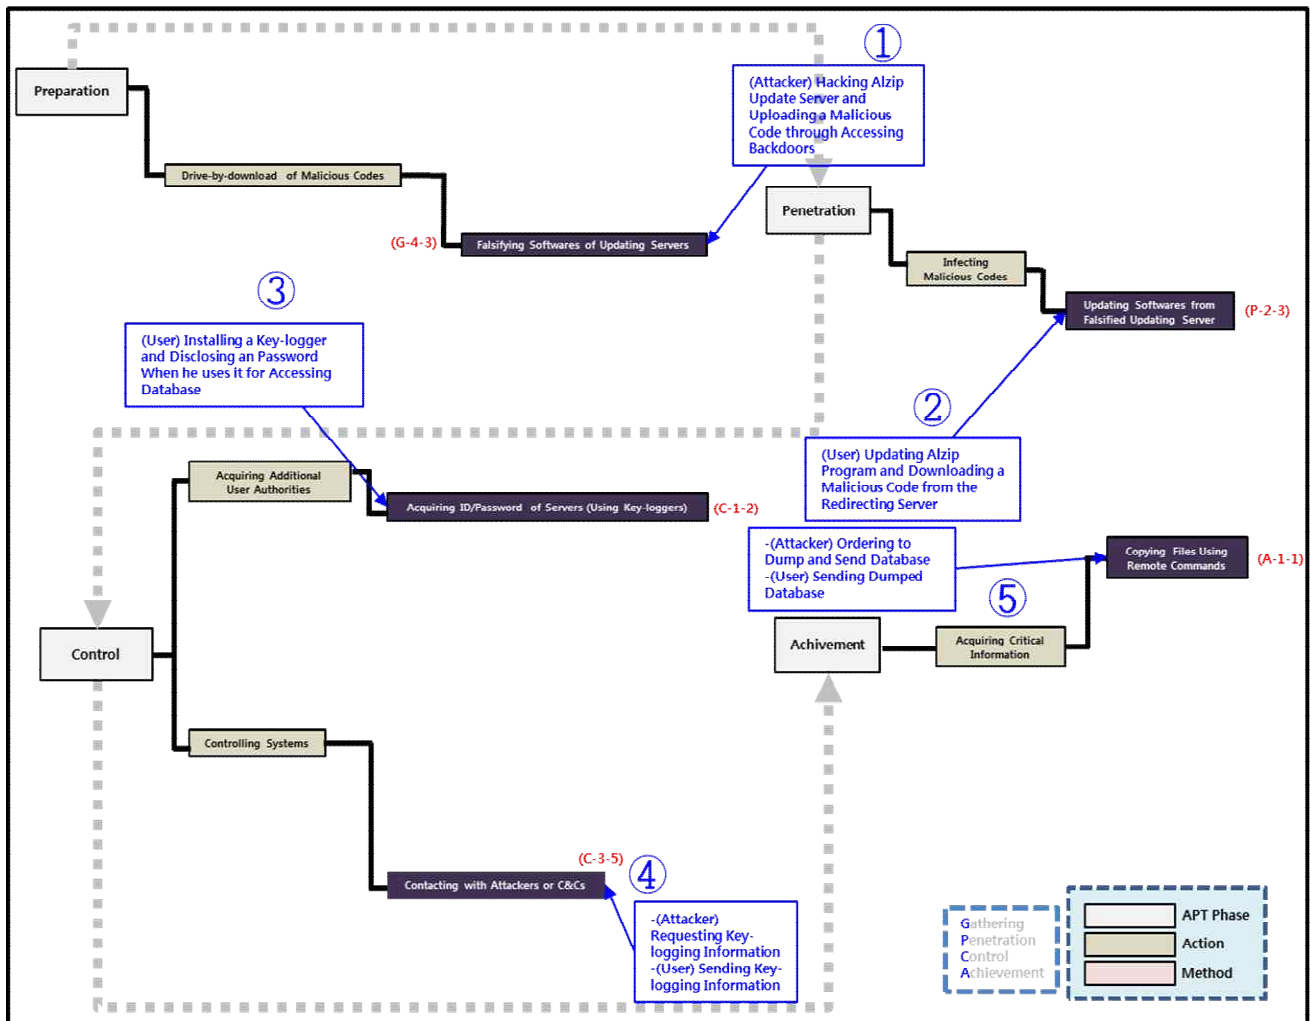 ①
Preparation
(Attacker) Hacking Alzip
Update Server and
Uploading a Malicious
Code through Accessing
Backdoors
Drive-by-download of Malicious Codes
Penetration
(G-4-3)
Falsifying Softwares of Updating Servers
Infecting
Malicious Codes
③
Updating Softwares from
Falsified Updating Server
(P-2-3)
(User) Installing a Key-logger
and Disclosing an Password
When he uses it for Accessing
Database
②
(User) Updating Alzip
Program and Downloading a
Malicious Code from the
Redirecting Server
Acquiring Additional
User Authorities
Acquiring ID/Password of Servers (Using Key-loggers)
(C-1-2)
-(Attacker) Ordering to
Dump and Send Database
-(User) Sending Dumped
Database
Copying Files Using
Remote Commands
(A-1-1)
⑤
Control
Achivement
Acquiring Critical
Information
Controlling Systems
(C-3-5)
④
Contacting with Attackers or C&Cs
-(Attacker)
Requesting Key-
logging Information
-(User) Sending Key-
logging Information
Gathering
Penetration
Control
Achievement
APT Phase
Action
Method